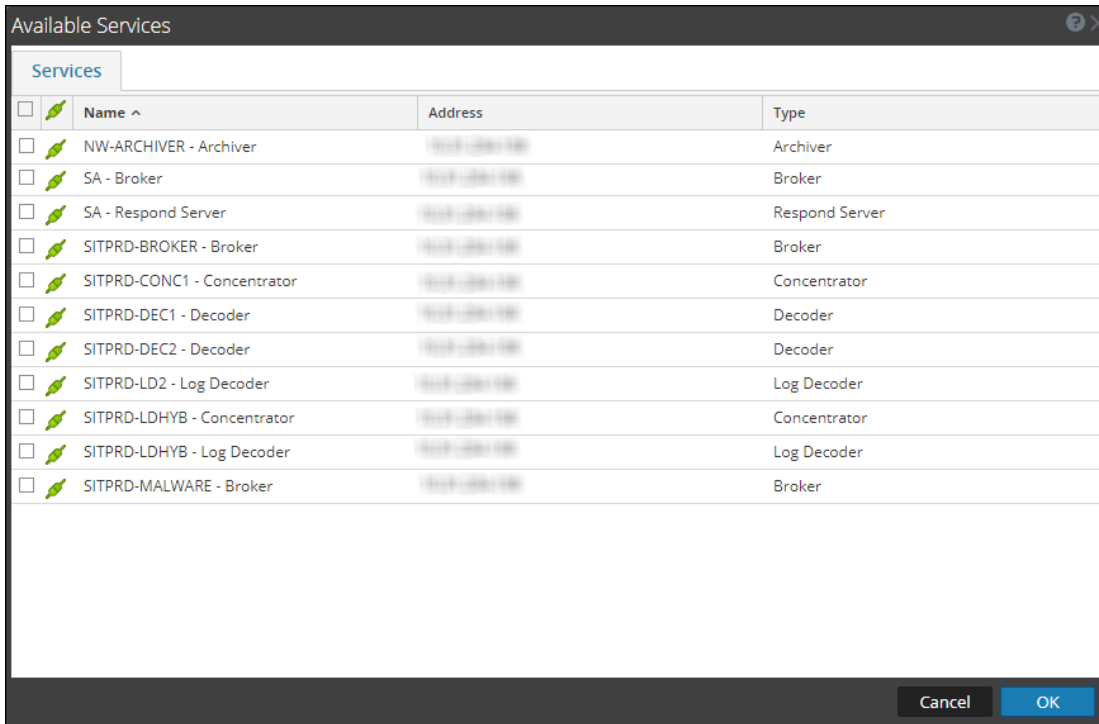 Available Services
Services
Name Address Type
NW-ARCHIVER - Archiver Archiver
SA - Broker Broker
SA - Respond Server Respond Server
SITPRD-BROKER - Broker Broker
SITPRD-CONC1 - Concentrator Concentrator
SITPRD-DEC1 - Decoder Decoder
SITPRD-DEC2 - Decoder Decoder
SITPRD-LD2 - Log Decoder Log Decoder
SITPRD-LDHYB - Concentrator Concentrator
SITPRD-LDHYB - Log Decoder Log Decoder
SITPRD-MALWARE - Broker Broker
Cancel OK